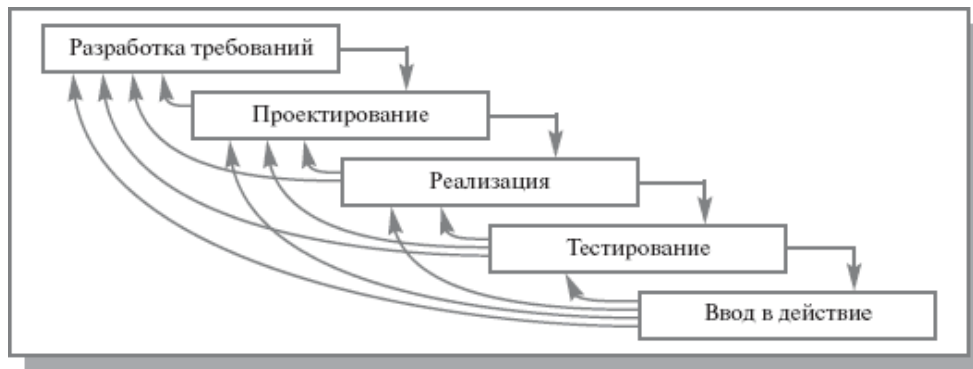 Разработка требований
Проектирование
Реализация
Тестирование
Ввод в действие